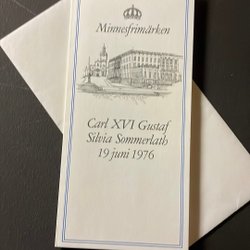 Minnesfrimärken
Carl XVI Gustaf
Silvia Sommerlath
19 juni 1976